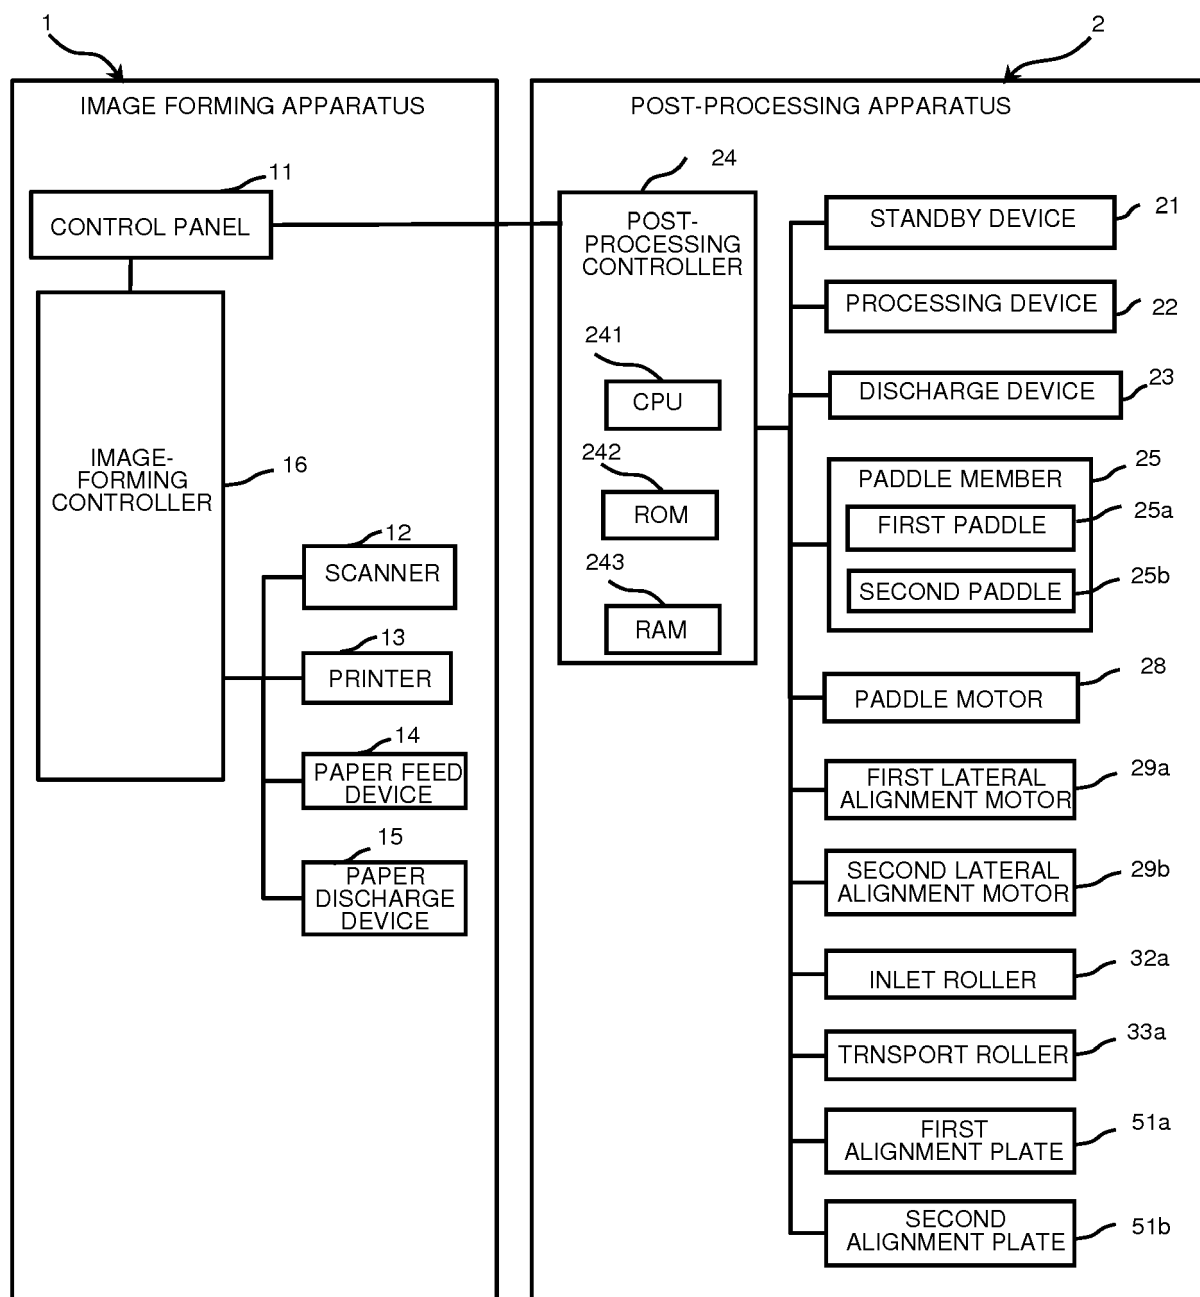 1
IMAGE FORMING APPARATUS
11
CONTROL PANEL
IMAGE-
FORMING
CONTROLLER
16
12
SCANNER
13
PRINTER
14
PAPER FEED
DEVICE
15
PAPER
DISCHARGE
DEVICE
2
POST-PROCESSING APPARATUS
24
POST-
PROCESSING
CONTROLLER
241
CPU
242
ROM
243
RAM
STANDBY DEVICE
21
PROCESSING DEVICE
22
DISCHARGE DEVICE
23
PADDLE MEMBER
25
FIRST PADDLE
25a
SECOND PADDLE
25b
PADDLE MOTOR
28
FIRST LATERAL
ALIGNMENT MOTOR
29a
SECOND LATERAL
ALIGNMENT MOTOR
29b
INLET ROLLER
32a
TRNSPORT ROLLER
33a
FIRST
ALIGNMENT PLATE
51a
SECOND
ALIGNMENT PLATE
51b